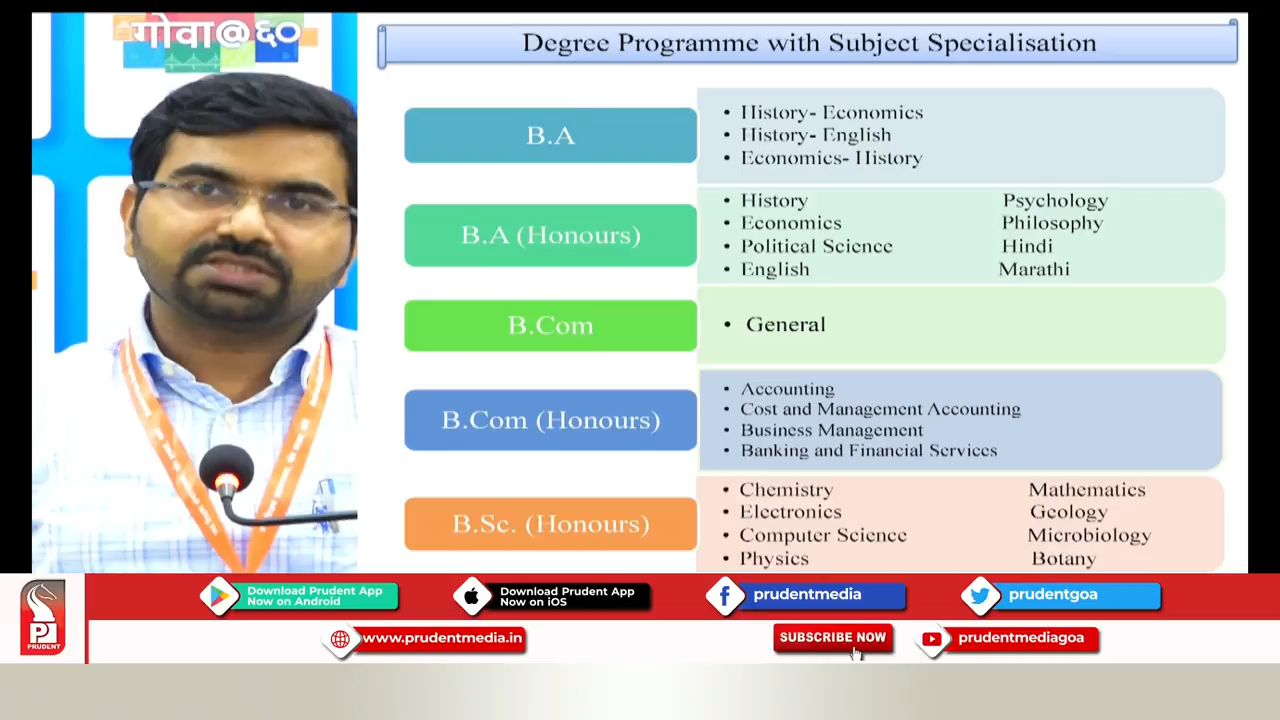 गोवा@६०
Degree Programme with Subject Specialisation
B.A
• History- Economics
• History- English
• Economics- History
B.A (Honours)
• History Psychology
• Economics Philosophy
• Political Science Hindi
• English Marathi
B.Com
• General
B.Com (Honours)
• Accounting
• Cost and Management Accounting
• Business Management
• Banking and Financial Services
B.Sc. (Honours)
• Chemistry Mathematics
• Electronics Geology
• Computer Science Microbiology
• Physics Botany
PRUDENT
Download Prudent App
Now on Android
Download Prudent App
Now on iOS
prudentmedia
prudentgoa
www.prudentmedia.in
SUBSCRIBE NOW
prudentmediagoa